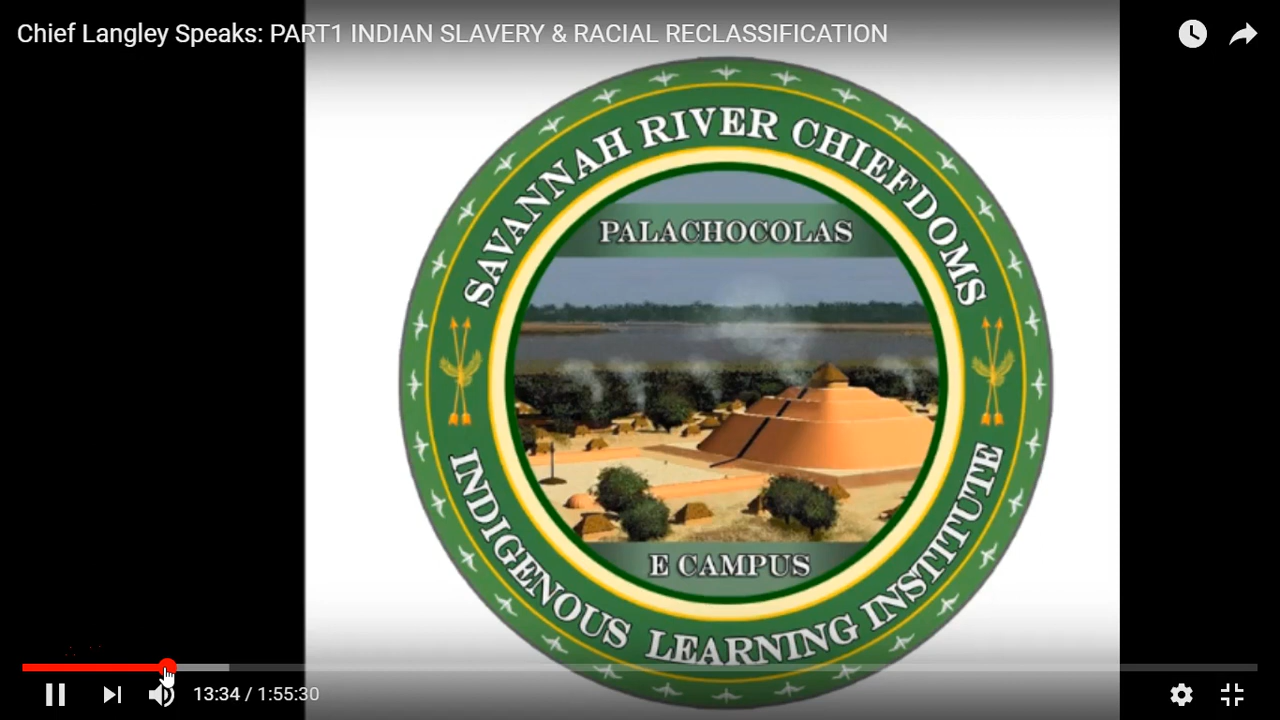 Chief Langley Speaks: PART1 INDIAN SLAVERY & RACIAL RECLASSIFICATION
SAVANNAH RIVER CHIEFDOMS
PALACHOCOLAS
E CAMPUS
INDIGENOUS LEARNING INSTITUTE
13:34 / 1:55:30